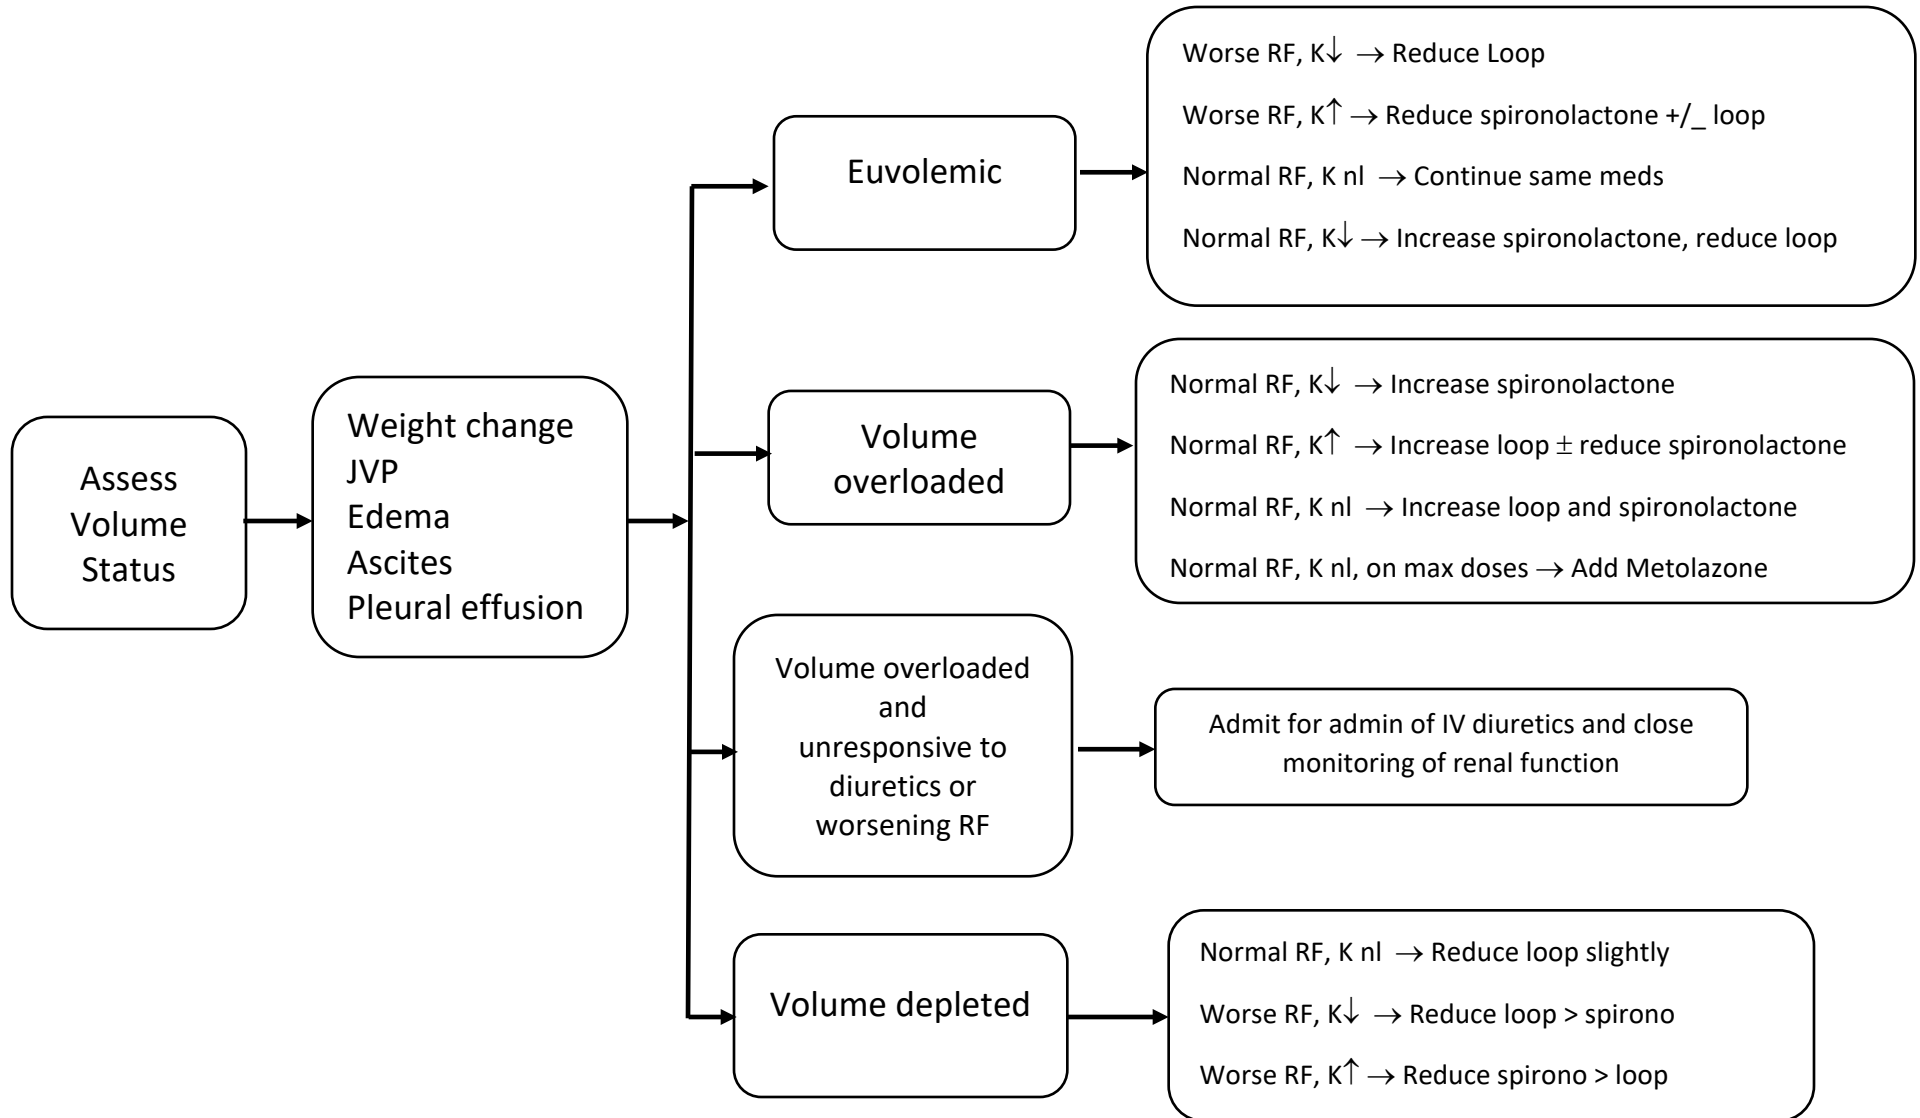 Assess
Volume
Status
Weight change
JVP
Edema
Ascites
Pleural effusion
Euvolemic
Worse RF, K↓ → Reduce Loop
Worse RF, K↑ → Reduce spironolactone +/_ loop
Normal RF, K nl → Continue same meds
Normal RF, K↓ → Increase spironolactone, reduce loop
Volume
overloaded
Normal RF, K↓ → Increase spironolactone
Normal RF, K↑ → Increase loop ± reduce spironolactone
Normal RF, K nl → Increase loop and spironolactone
Normal RF, K nl, on max doses → Add Metolazone
Volume overloaded
and
unresponsive to
diuretics or
worsening RF
Admit for admin of IV diuretics and close
monitoring of renal function
Volume depleted
Normal RF, K nl → Reduce loop slightly
Worse RF, K↓ → Reduce loop > spirono
Worse RF, K↑ → Reduce spirono > loop